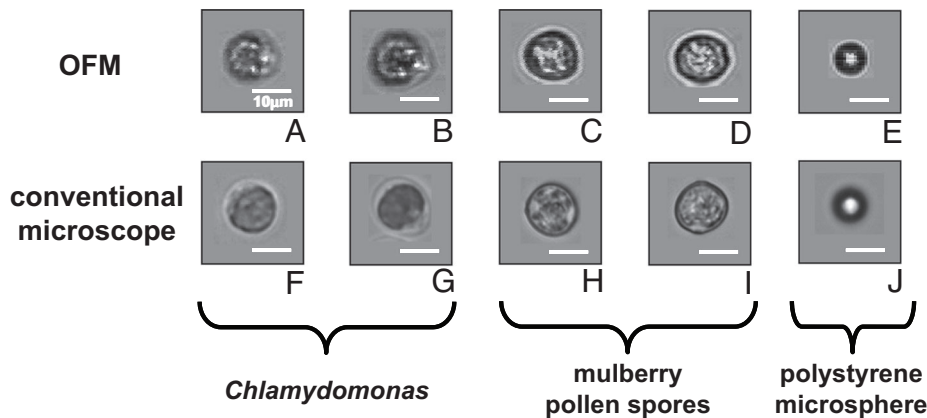 OFM
10μm
A
B
C
D
E
conventional
microscope
F
G
H
I
J
Chlamydomonas
mulberry
pollen spores
polystyrene
microsphere